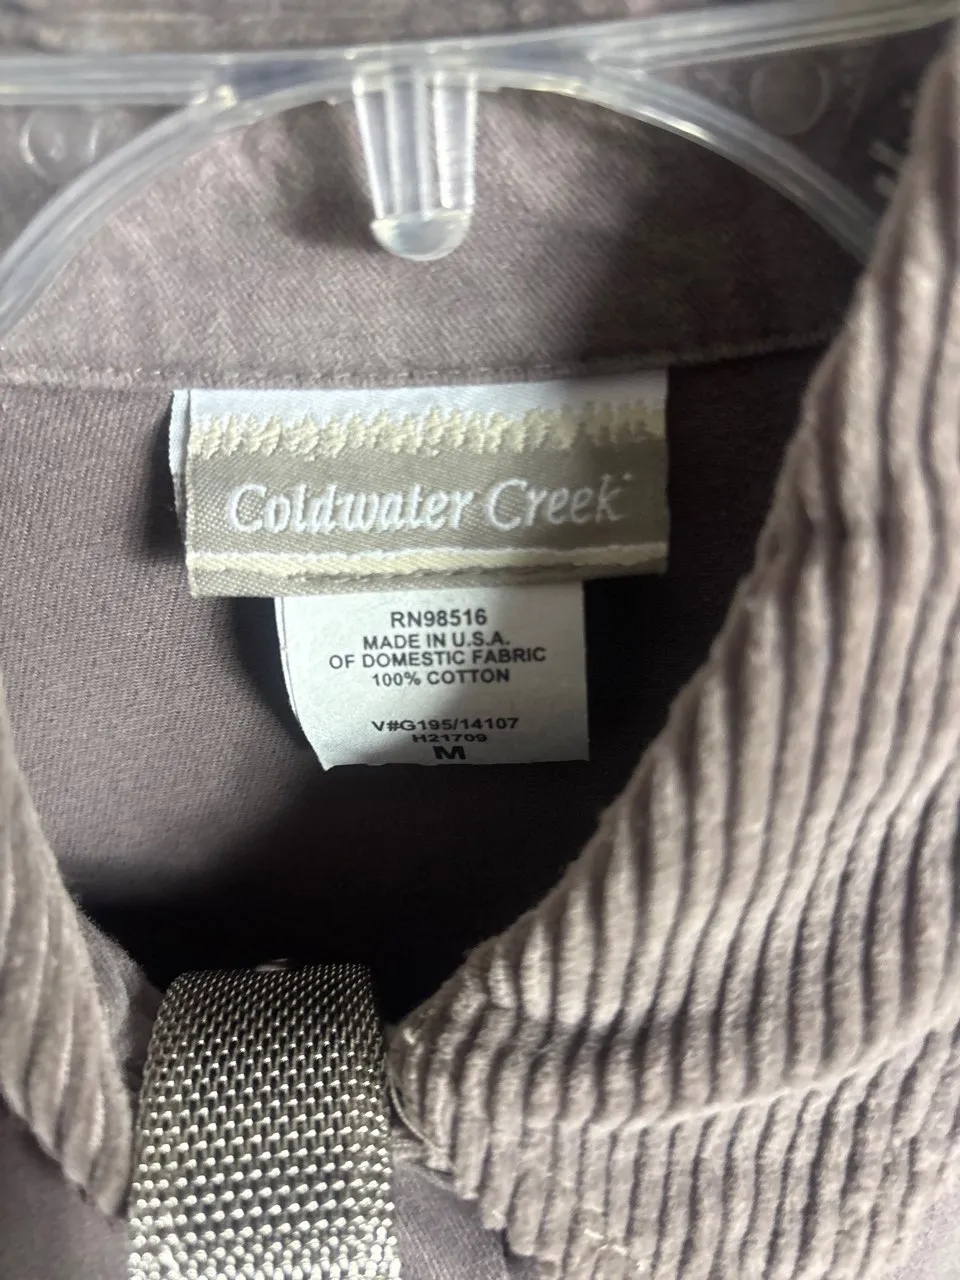 Coldwater Creek
RN98516
MADE IN U.S.A.
OF DOMESTIC FABRIC
100% COTTON
V#G195/14107
H21709
M